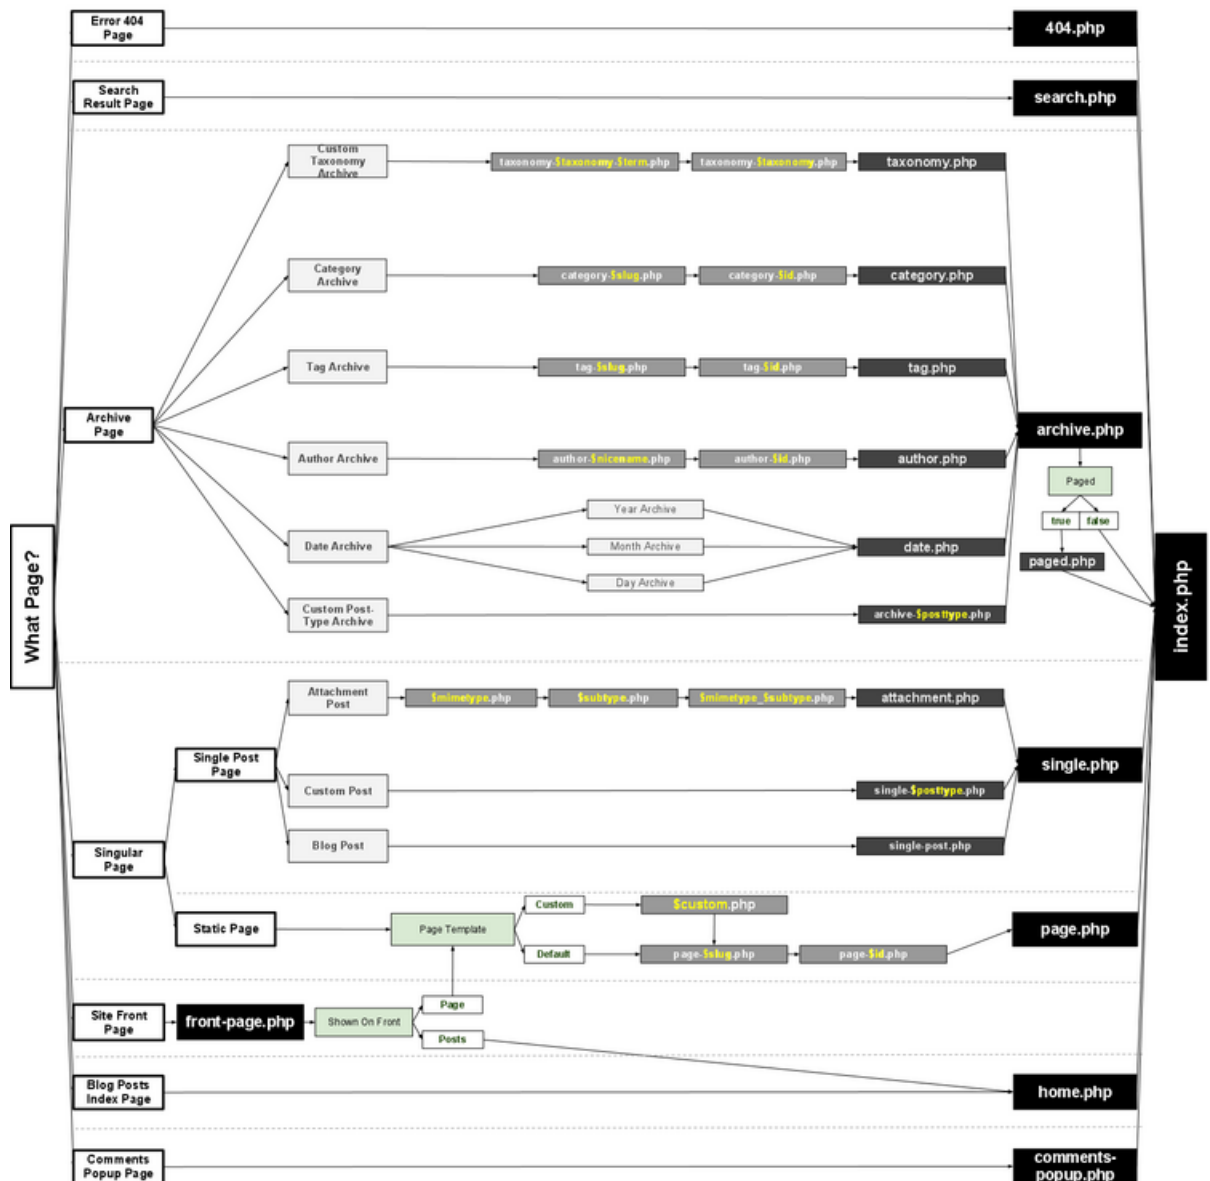 Error 404
Page
404.php
Search
Result Page
search.php
Custom
Taxonomy
Archive
taxonomy-$taxonomy-$term.php
taxonomy-$taxonomy.php
taxonomy.php
Category
Archive
category-$slug.php
category-$id.php
category.php
Tag Archive
tag-$slug.php
tag-$id.php
tag.php
Archive
Page
archive.php
Author Archive
author-$nicename.php
author-$id.php
author.php
Paged
true
false
paged.php
Year Archive
Date Archive
Month Archive
date.php
Day Archive
Custom Post-
Type Archive
archive-$posttype.php
What Page?
index.php
Attachment
Post
$mimetype.php
$subtype.php
$mimetype_$subtype.php
attachment.php
Single Post
Page
single.php
Custom Post
single-$posttype.php
Blog Post
single-post.php
Singular
Page
Static Page
Page Template
Custom
$custom.php
Default
page-$slug.php
page-$id.php
page.php
Site Front
Page
front-page.php
Shown On Front
Page
Posts
Blog Posts
Index Page
home.php
Comments
Popup Page
comments-
popup.php